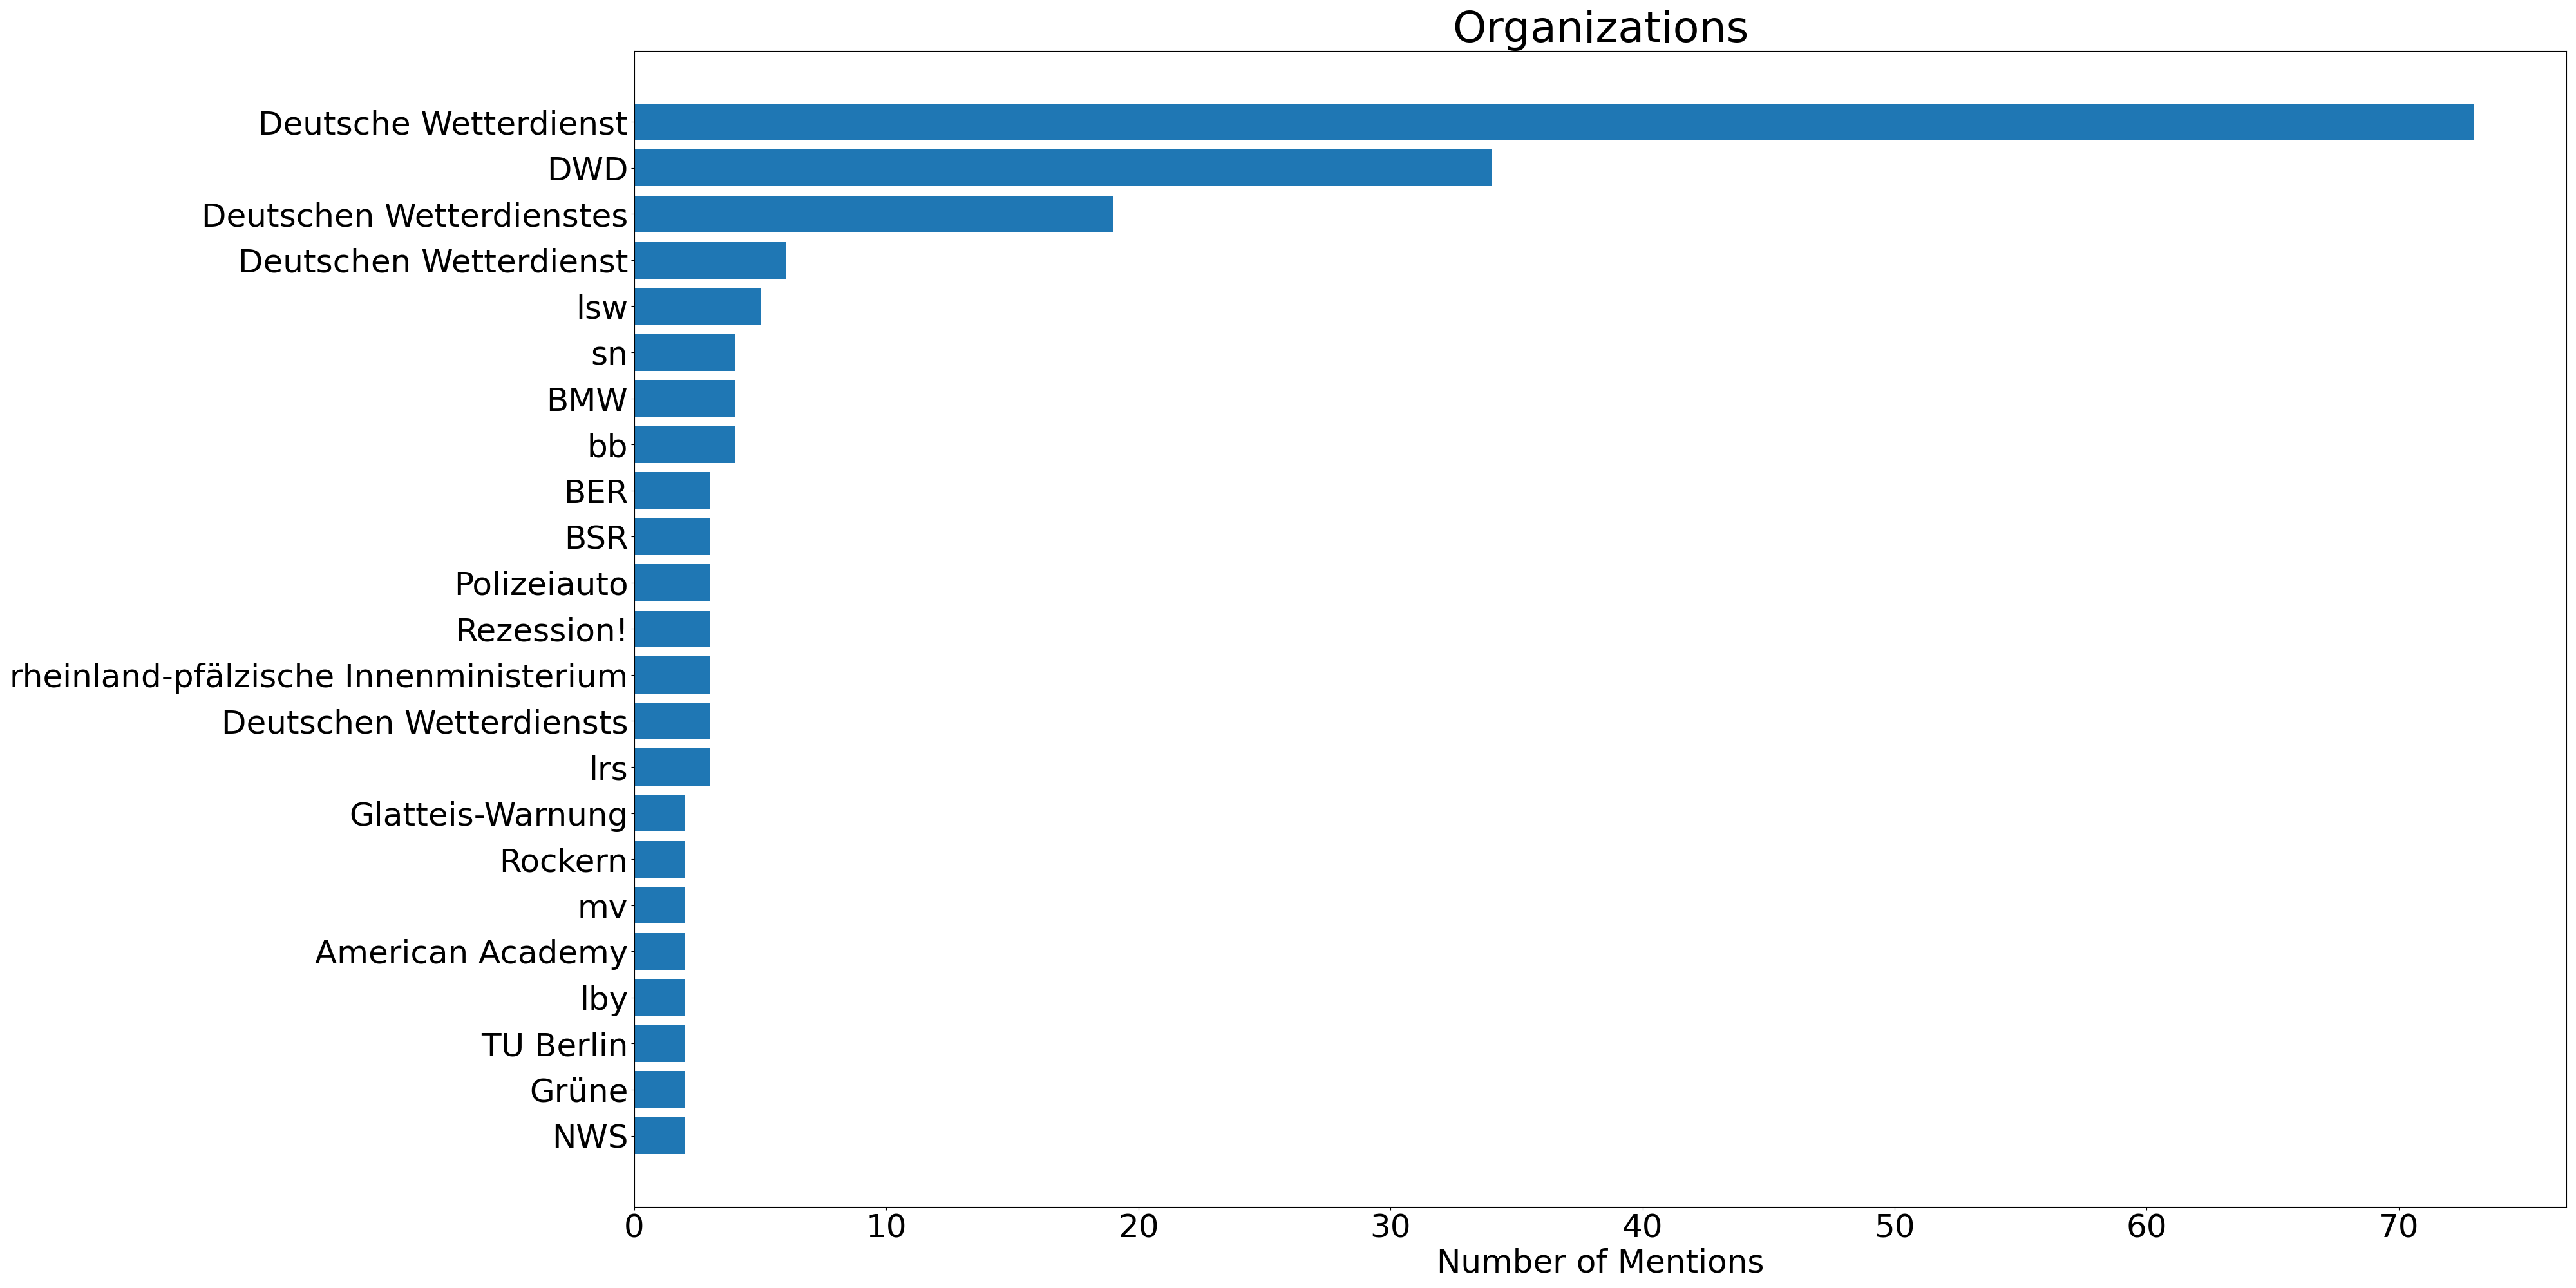 Organizations
Deutsche Wetterdienst
DWD
Deutschen Wetterdienstes
Deutschen Wetterdienst
lsw
sn
BMW
bb
BER
BSR
Polizeiauto
Rezession!
rheinland-pfälzische Innenministerium
Deutschen Wetterdiensts
lrs
Glatteis-Warnung
Rockern
mv
American Academy
lby
TU Berlin
Grüne
NWS
0 10 20 30 40 50 60 70
Number of Mentions